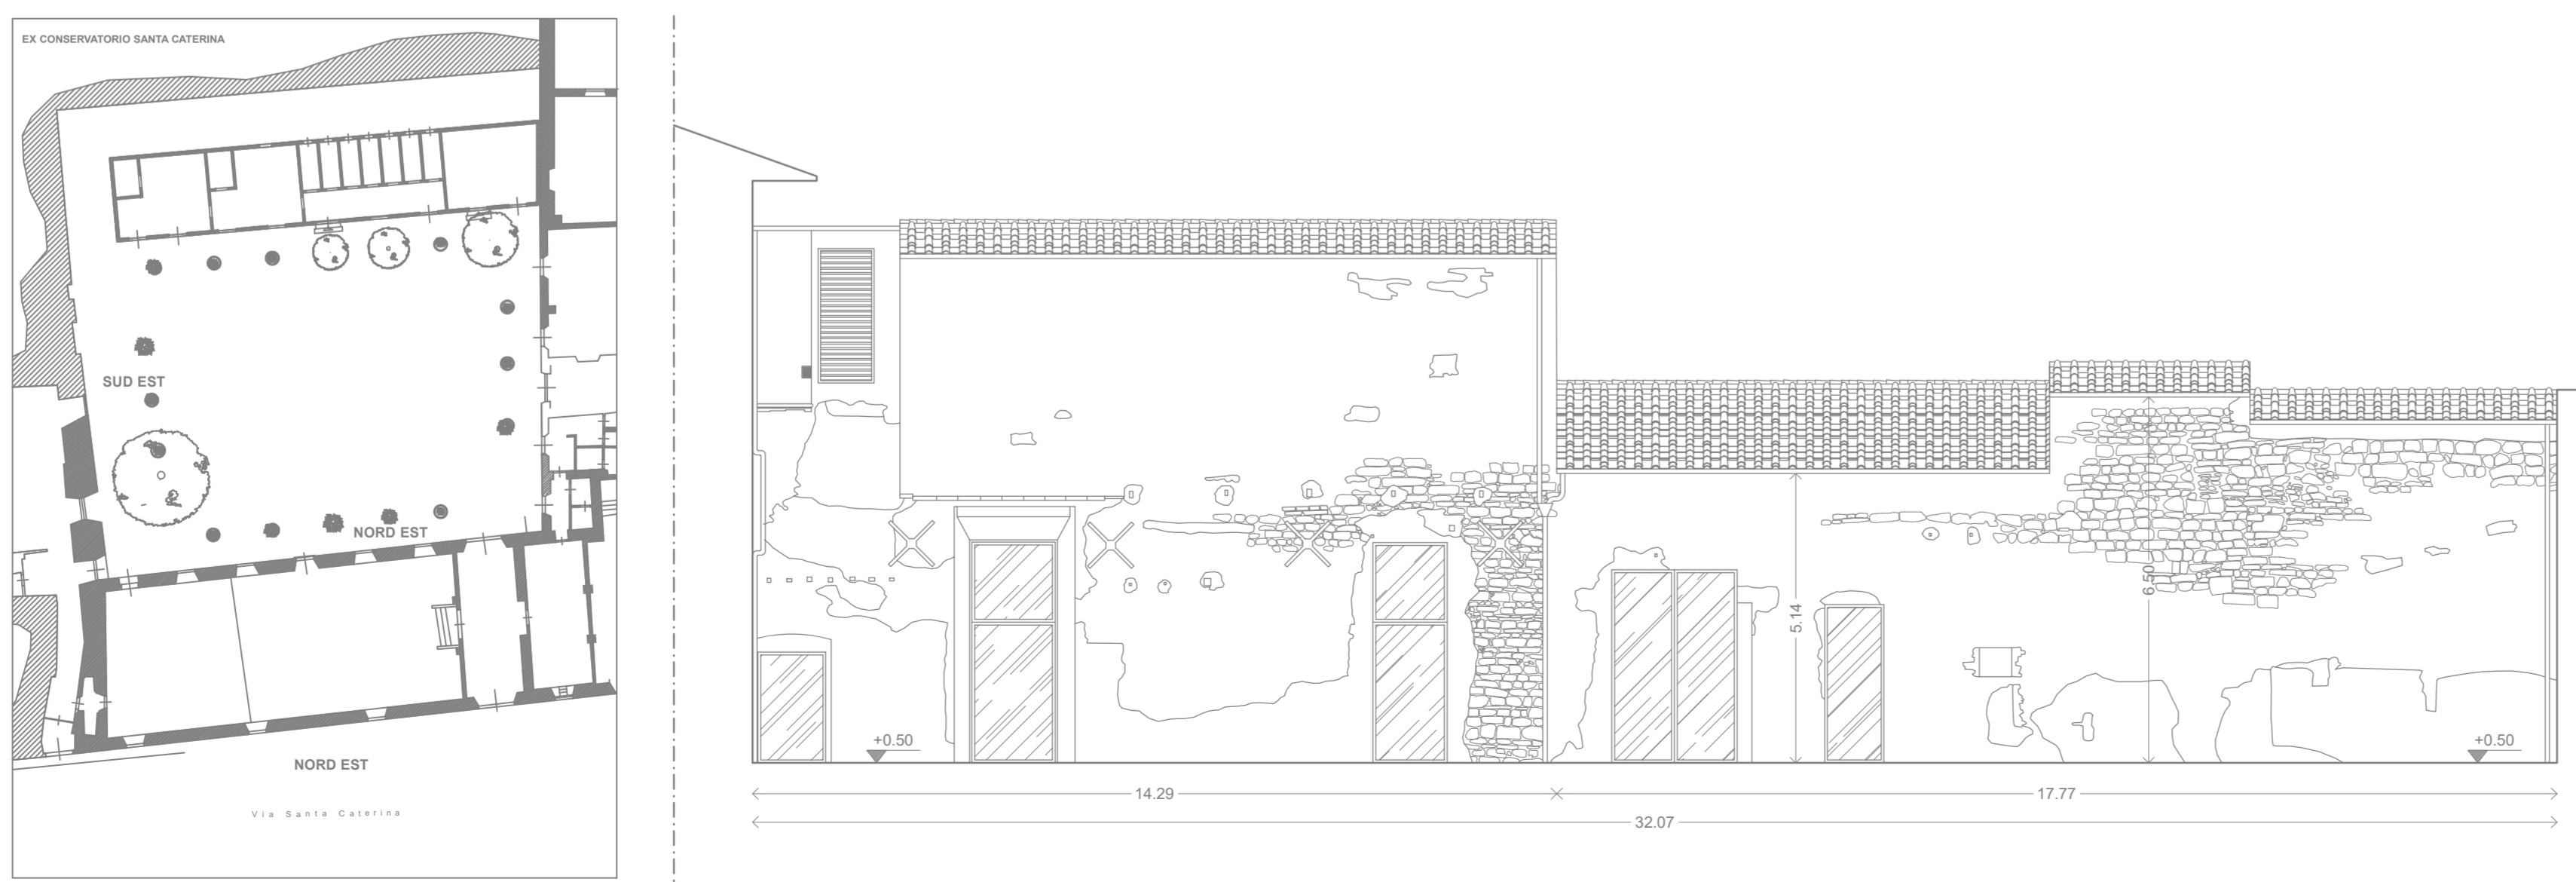 EX CONSERVATORIO SANTA CATERINA
SUD EST
NORD EST
NORD EST
Via Santa Caterina
+0.50
5.14
6.50
+0.50
14.29
17.77
32.07